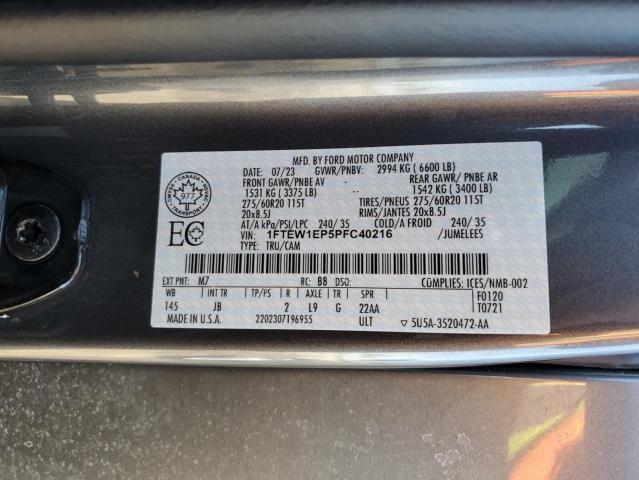 MFD. BY FORD MOTOR COMPANY
DATE: 07/23 GVWR/PNBV: 2994 KG ( 6600 LB)
FRONT GAWR/PNBE AV REAR GAWR/ PNBE AR
1531 KG ( 3375 LB) 1542 KG ( 3400 LB)
275/60R20 115T TIRES/PNEUS 275/60R20 115T
20x8.5J RIMS/JANTES 20x8.5J
AT/A kPa/PSI/LPC 240/ 35 COLD/A FROID 240/ 35
VIN: 1FTEW1EP5PFC40216 /JUMELEES
TYPE: TRU/CAM
CANADA
977
TRANSPORT
EC
EXT PNT: M7 RC: B8 DSO: COMPLIES: ICES/NMB-002
WB INT TR TP/PS R AXLE TR SPR F0120
145 JB 2 L9 G 22AA T0721
MADE IN U.S.A. 2202307196955 ULT 5U5A-3520472-AA